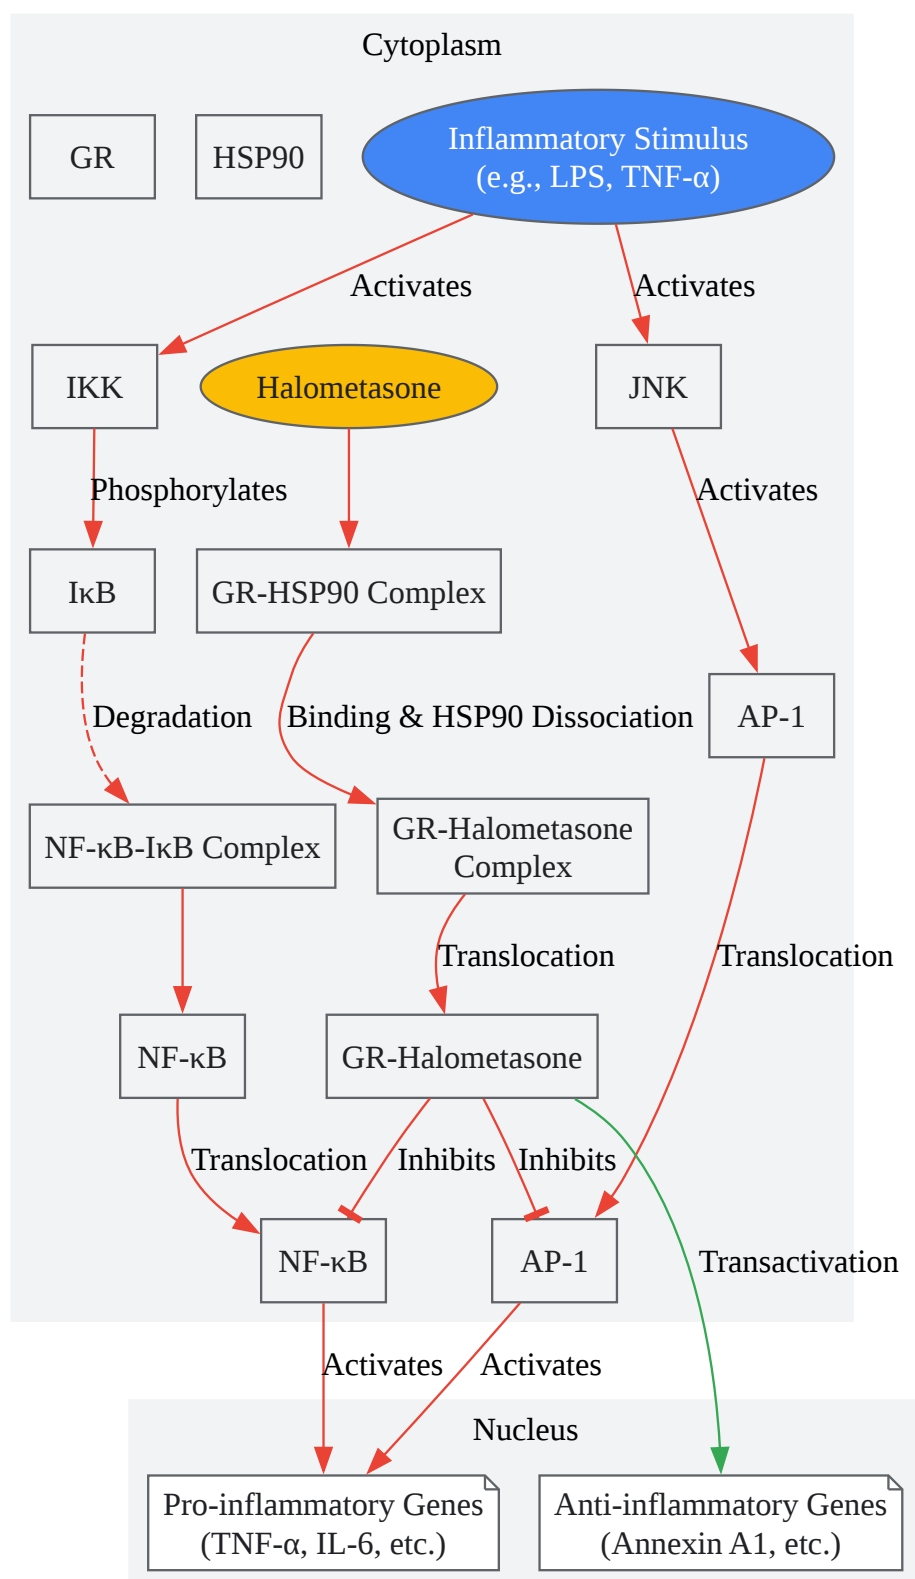 Cytoplasm
GR
HSP90
Inflammatory Stimulus
(e.g., LPS, TNF-α)
Activates
Activates
IKK
Halometasone
JNK
Phosphorylates
Activates
IκB
GR-HSP90 Complex
Degradation
Binding & HSP90 Dissociation
AP-1
NF-κB-IκB Complex
GR-Halometasone
Complex
Translocation
Translocation
NF-κB
GR-Halometasone
Translocation
Inhibits
Inhibits
NF-κB
AP-1
Transactivation
Activates
Activates
Nucleus
Pro-inflammatory Genes
(TNF-α, IL-6, etc.)
Anti-inflammatory Genes
(Annexin A1, etc.)